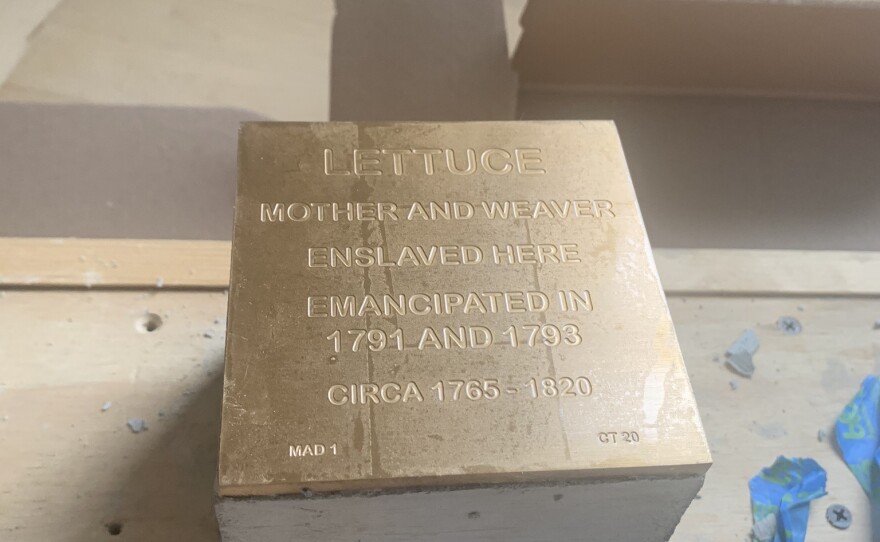 LETTUCE
MOTHER AND WEAVER
ENSLAVED HERE
EMANCIPATED IN
1791 AND 1793
CIRCA 1765 - 1820
MAD 1 CT 20